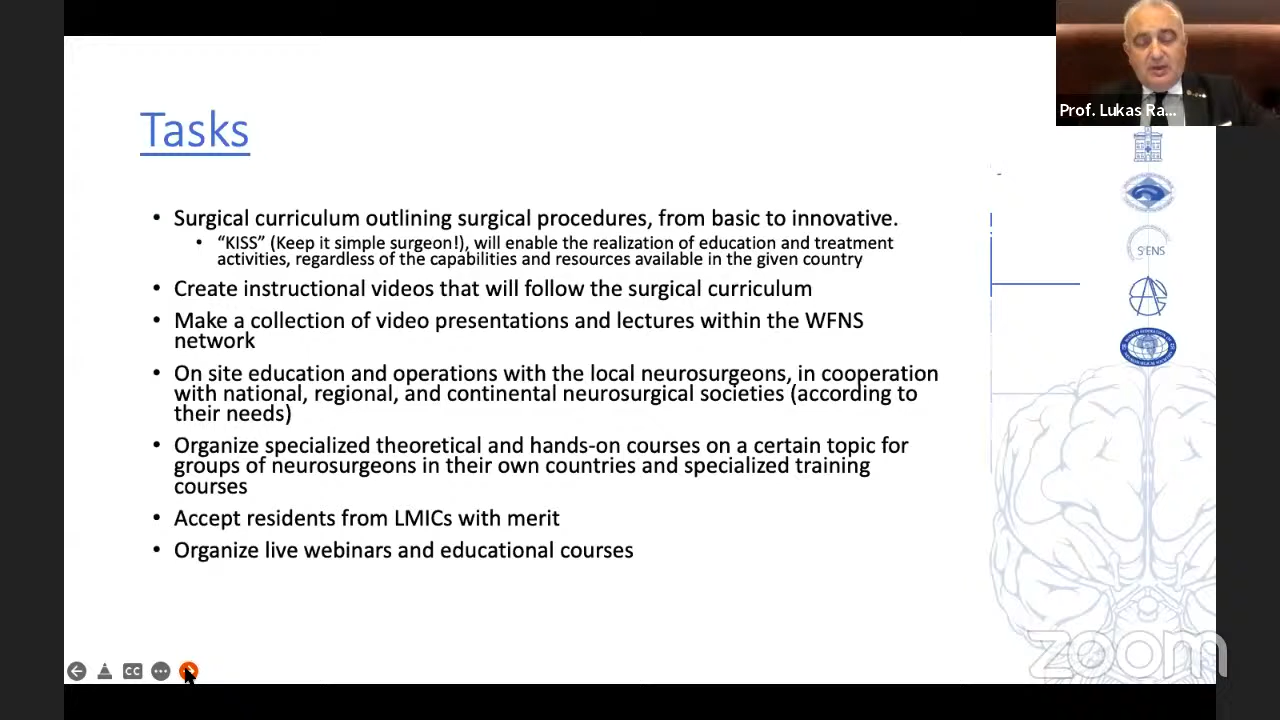 Prof. Lukas Ra...
Tasks
• Surgical curriculum outlining surgical procedures, from basic to innovative.
• “KISS” (Keep it simple surgeon!), will enable the realization of education and treatment
activities, regardless of the capabilities and resources available in the given country
• Create instructional videos that will follow the surgical curriculum
• Make a collection of video presentations and lectures within the WFNS
network
• On site education and operations with the local neurosurgeons, in cooperation
with national, regional, and continental neurosurgical societies (according to
their needs)
• Organize specialized theoretical and hands-on courses on a certain topic for
groups of neurosurgeons in their own countries and specialized training
courses
• Accept residents from LMICs with merit
• Organize live webinars and educational courses
SENS
CC
zoom